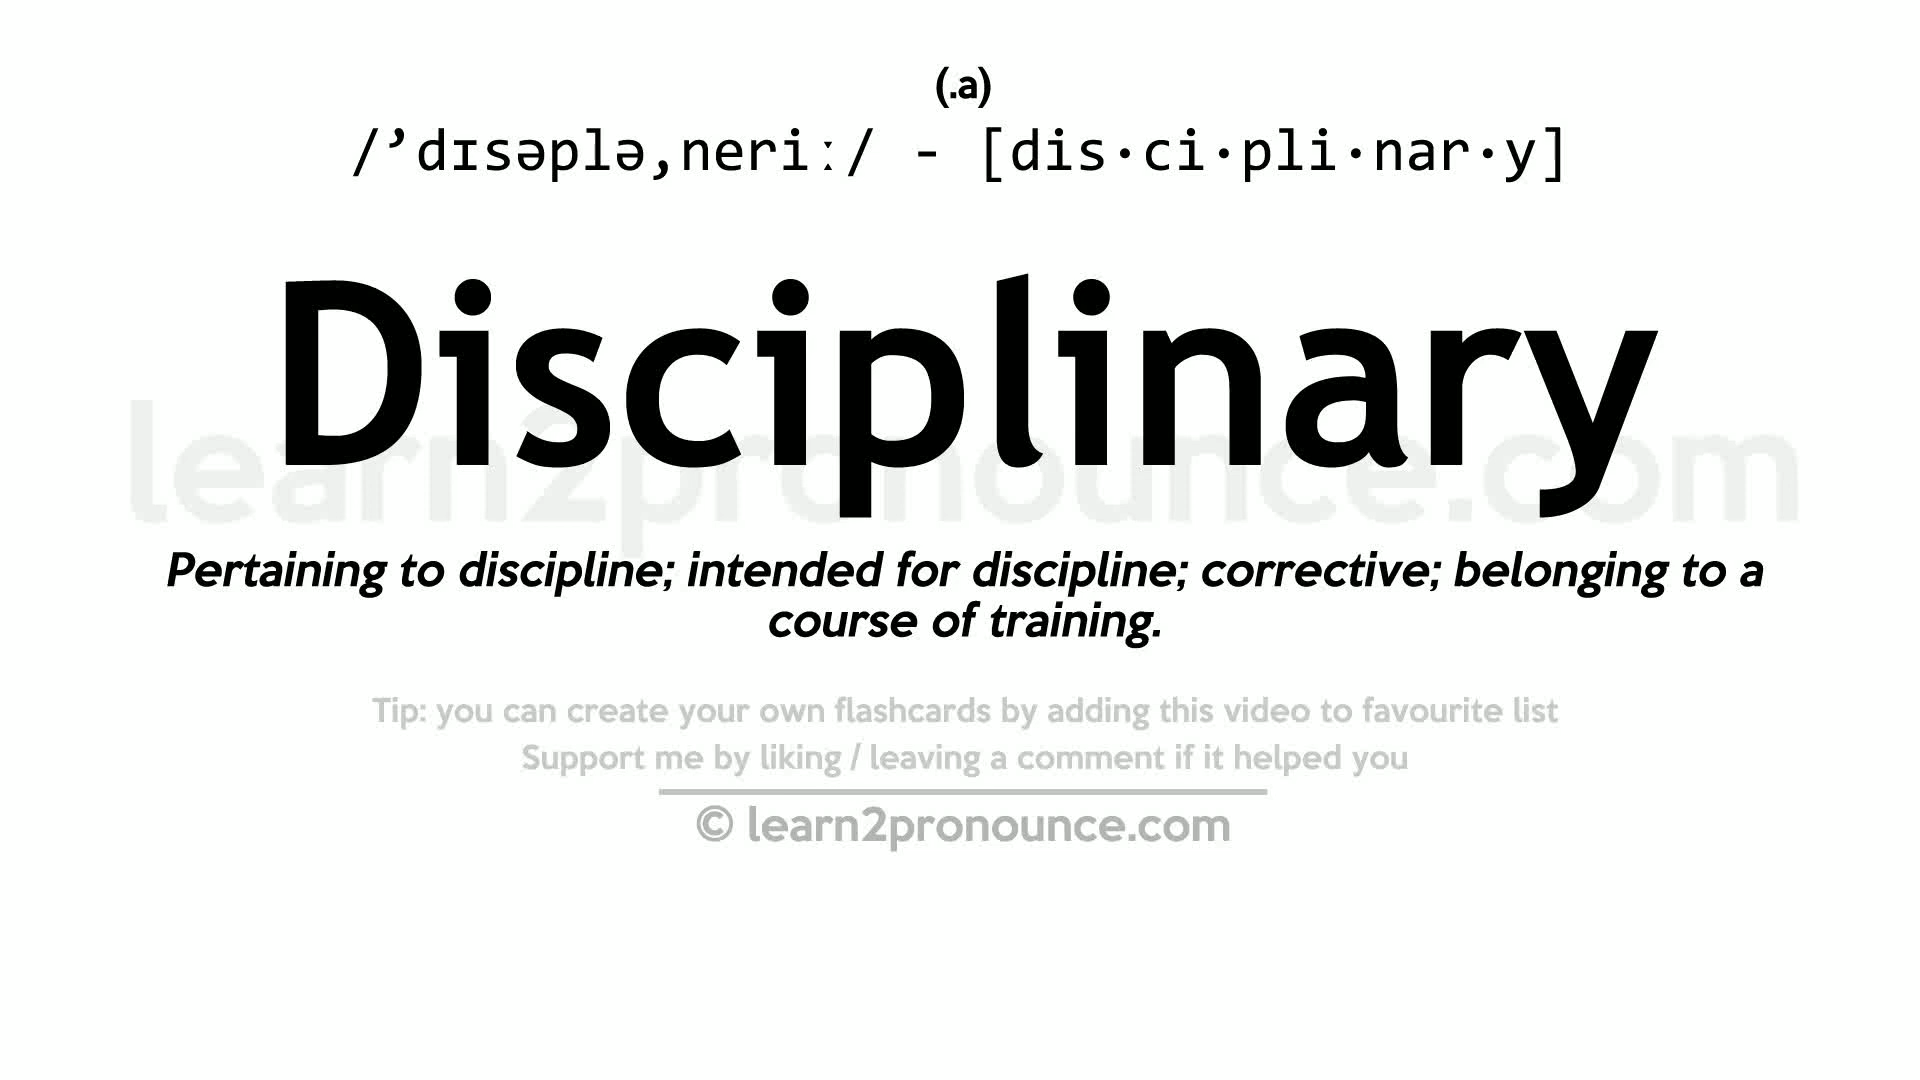 (.a)
/’dɪsəplə,neriː/ - [dis·ci·pli·nar·y]
Disciplinary
learn2pronounce.com
Pertaining to discipline; intended for discipline; corrective; belonging to a
course of training.
Tip: you can create your own flashcards by adding this video to favourite list
Support me by liking / leaving a comment if it helped you
© learn2pronounce.com